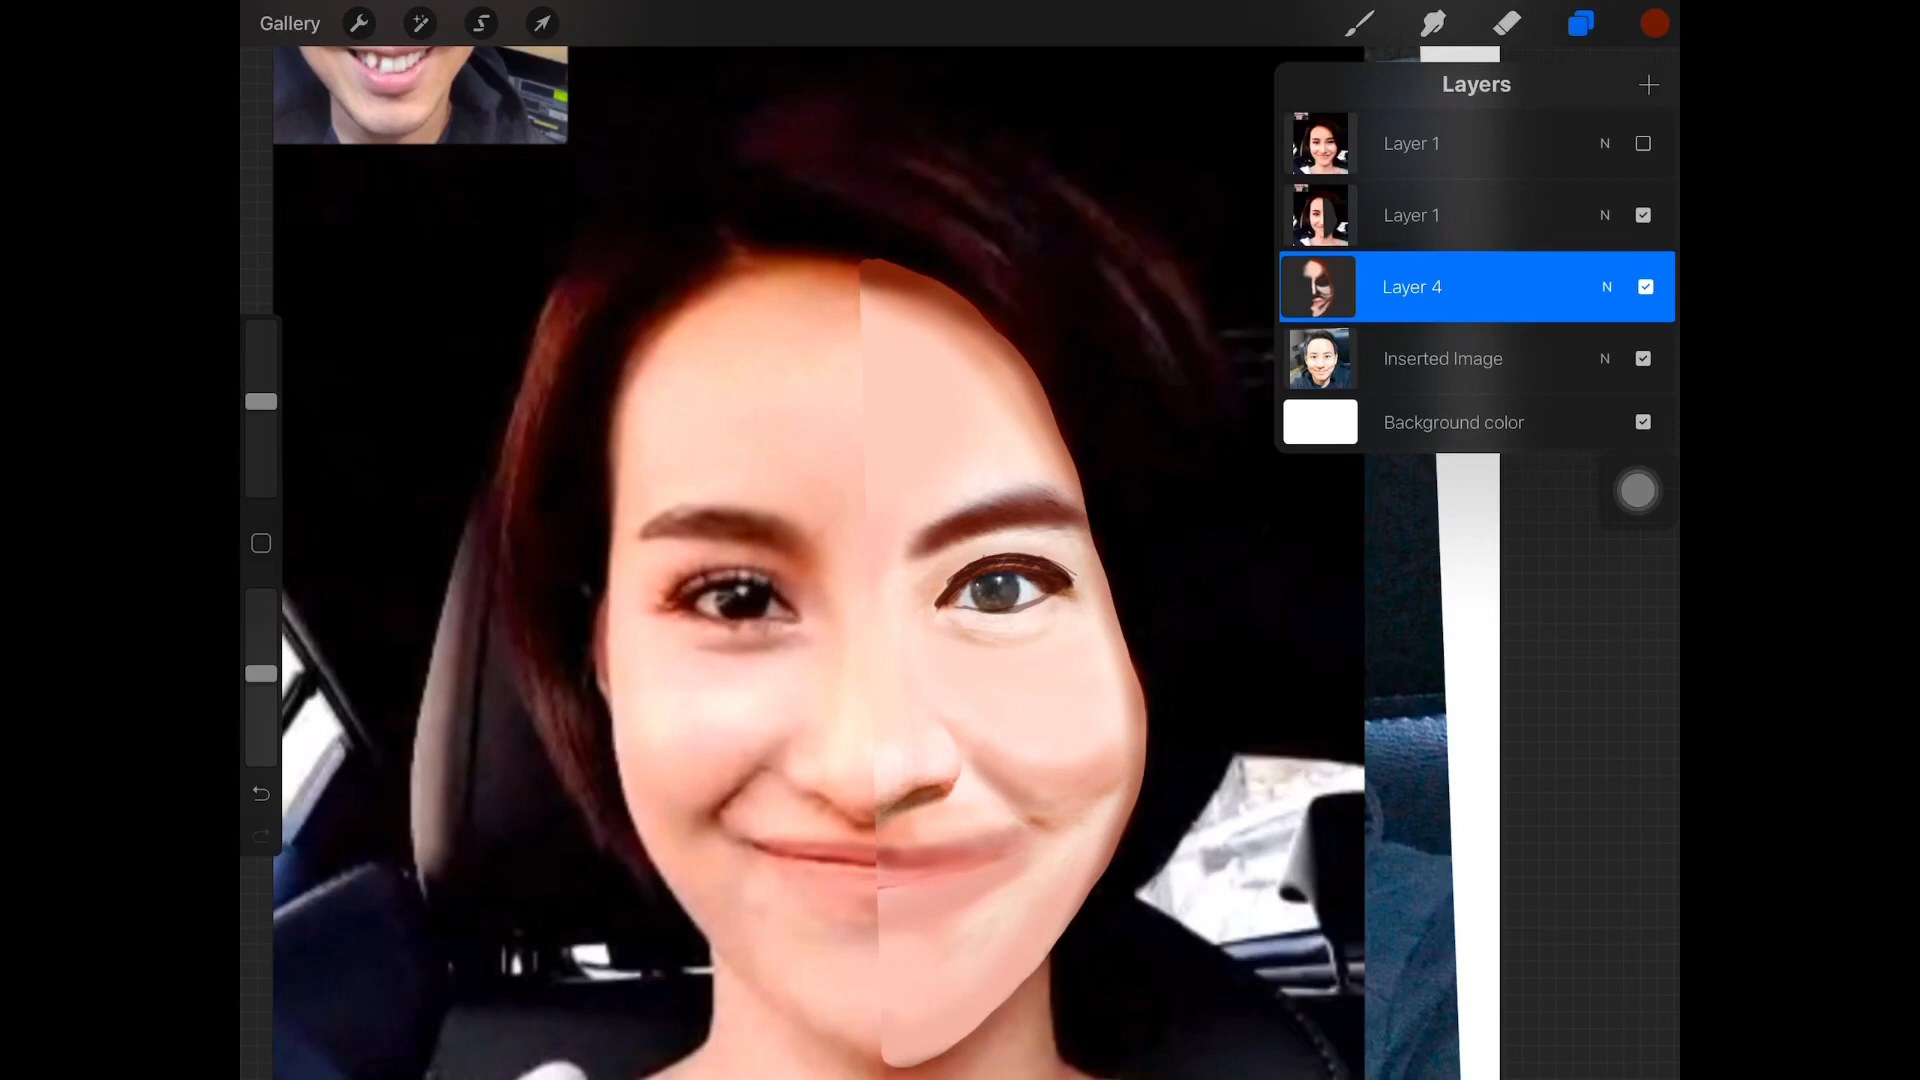 Gallery
Layers
Layer 1 N
Layer 1 N
Layer 4 N
Inserted Image N
Background color